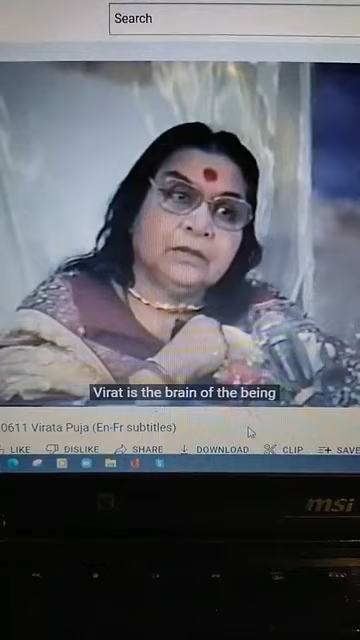 Search
Virat is the brain of the being
0611 Virata Puja (En-Fr subtitles)
LIKE DISLIKE SHARE DOWNLOAD CLIP SAVE
msi